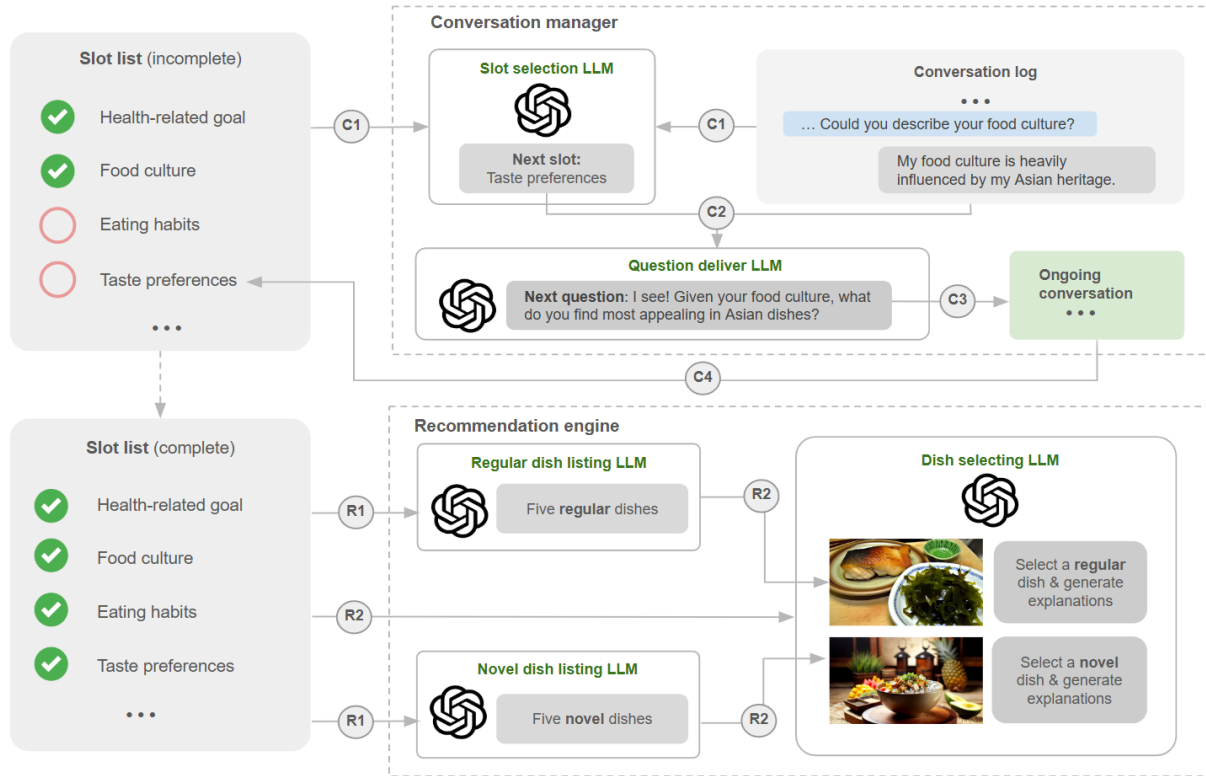 Slot list (incomplete)
Health-related goal
Food culture
Eating habits
Taste preferences
•••
C1
Conversation manager
Slot selection LLM
Next slot:
Taste preferences
C1
Conversation log
•••
... Could you describe your food culture?
My food culture is heavily
influenced by my Asian heritage.
C2
Question deliver LLM
Next question: I see! Given your food culture, what
do you find most appealing in Asian dishes?
C3
Ongoing
conversation
•••
C4
Slot list (complete)
Health-related goal
Food culture
Eating habits
Taste preferences
•••
R1
R2
R1
Recommendation engine
Regular dish listing LLM
Five regular dishes
R2
Novel dish listing LLM
Five novel dishes
R2
Dish selecting LLM
Select a regular
dish & generate
explanations
Select a novel
dish & generate
explanations